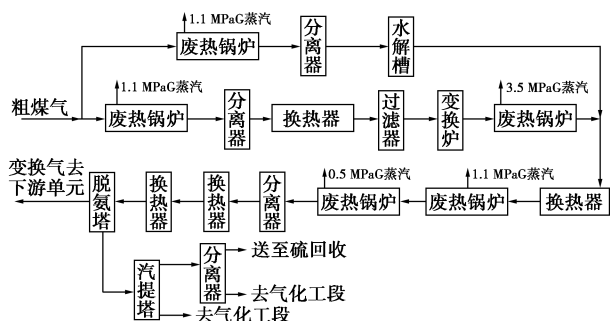 1.1 MPaG蒸汽
废热锅炉
分离器
水解槽
粗煤气
1.1 MPaG蒸汽
废热锅炉
分离器
换热器
过滤器
变换炉
3.5 MPaG蒸汽
废热锅炉
变换气去
下游单元
脱氨塔
换热器
换热器
分离器
0.5 MPaG蒸汽
废热锅炉
1.1 MPaG蒸汽
废热锅炉
换热器
汽提塔
分离器
送至硫回收
去气化工段
去气化工段